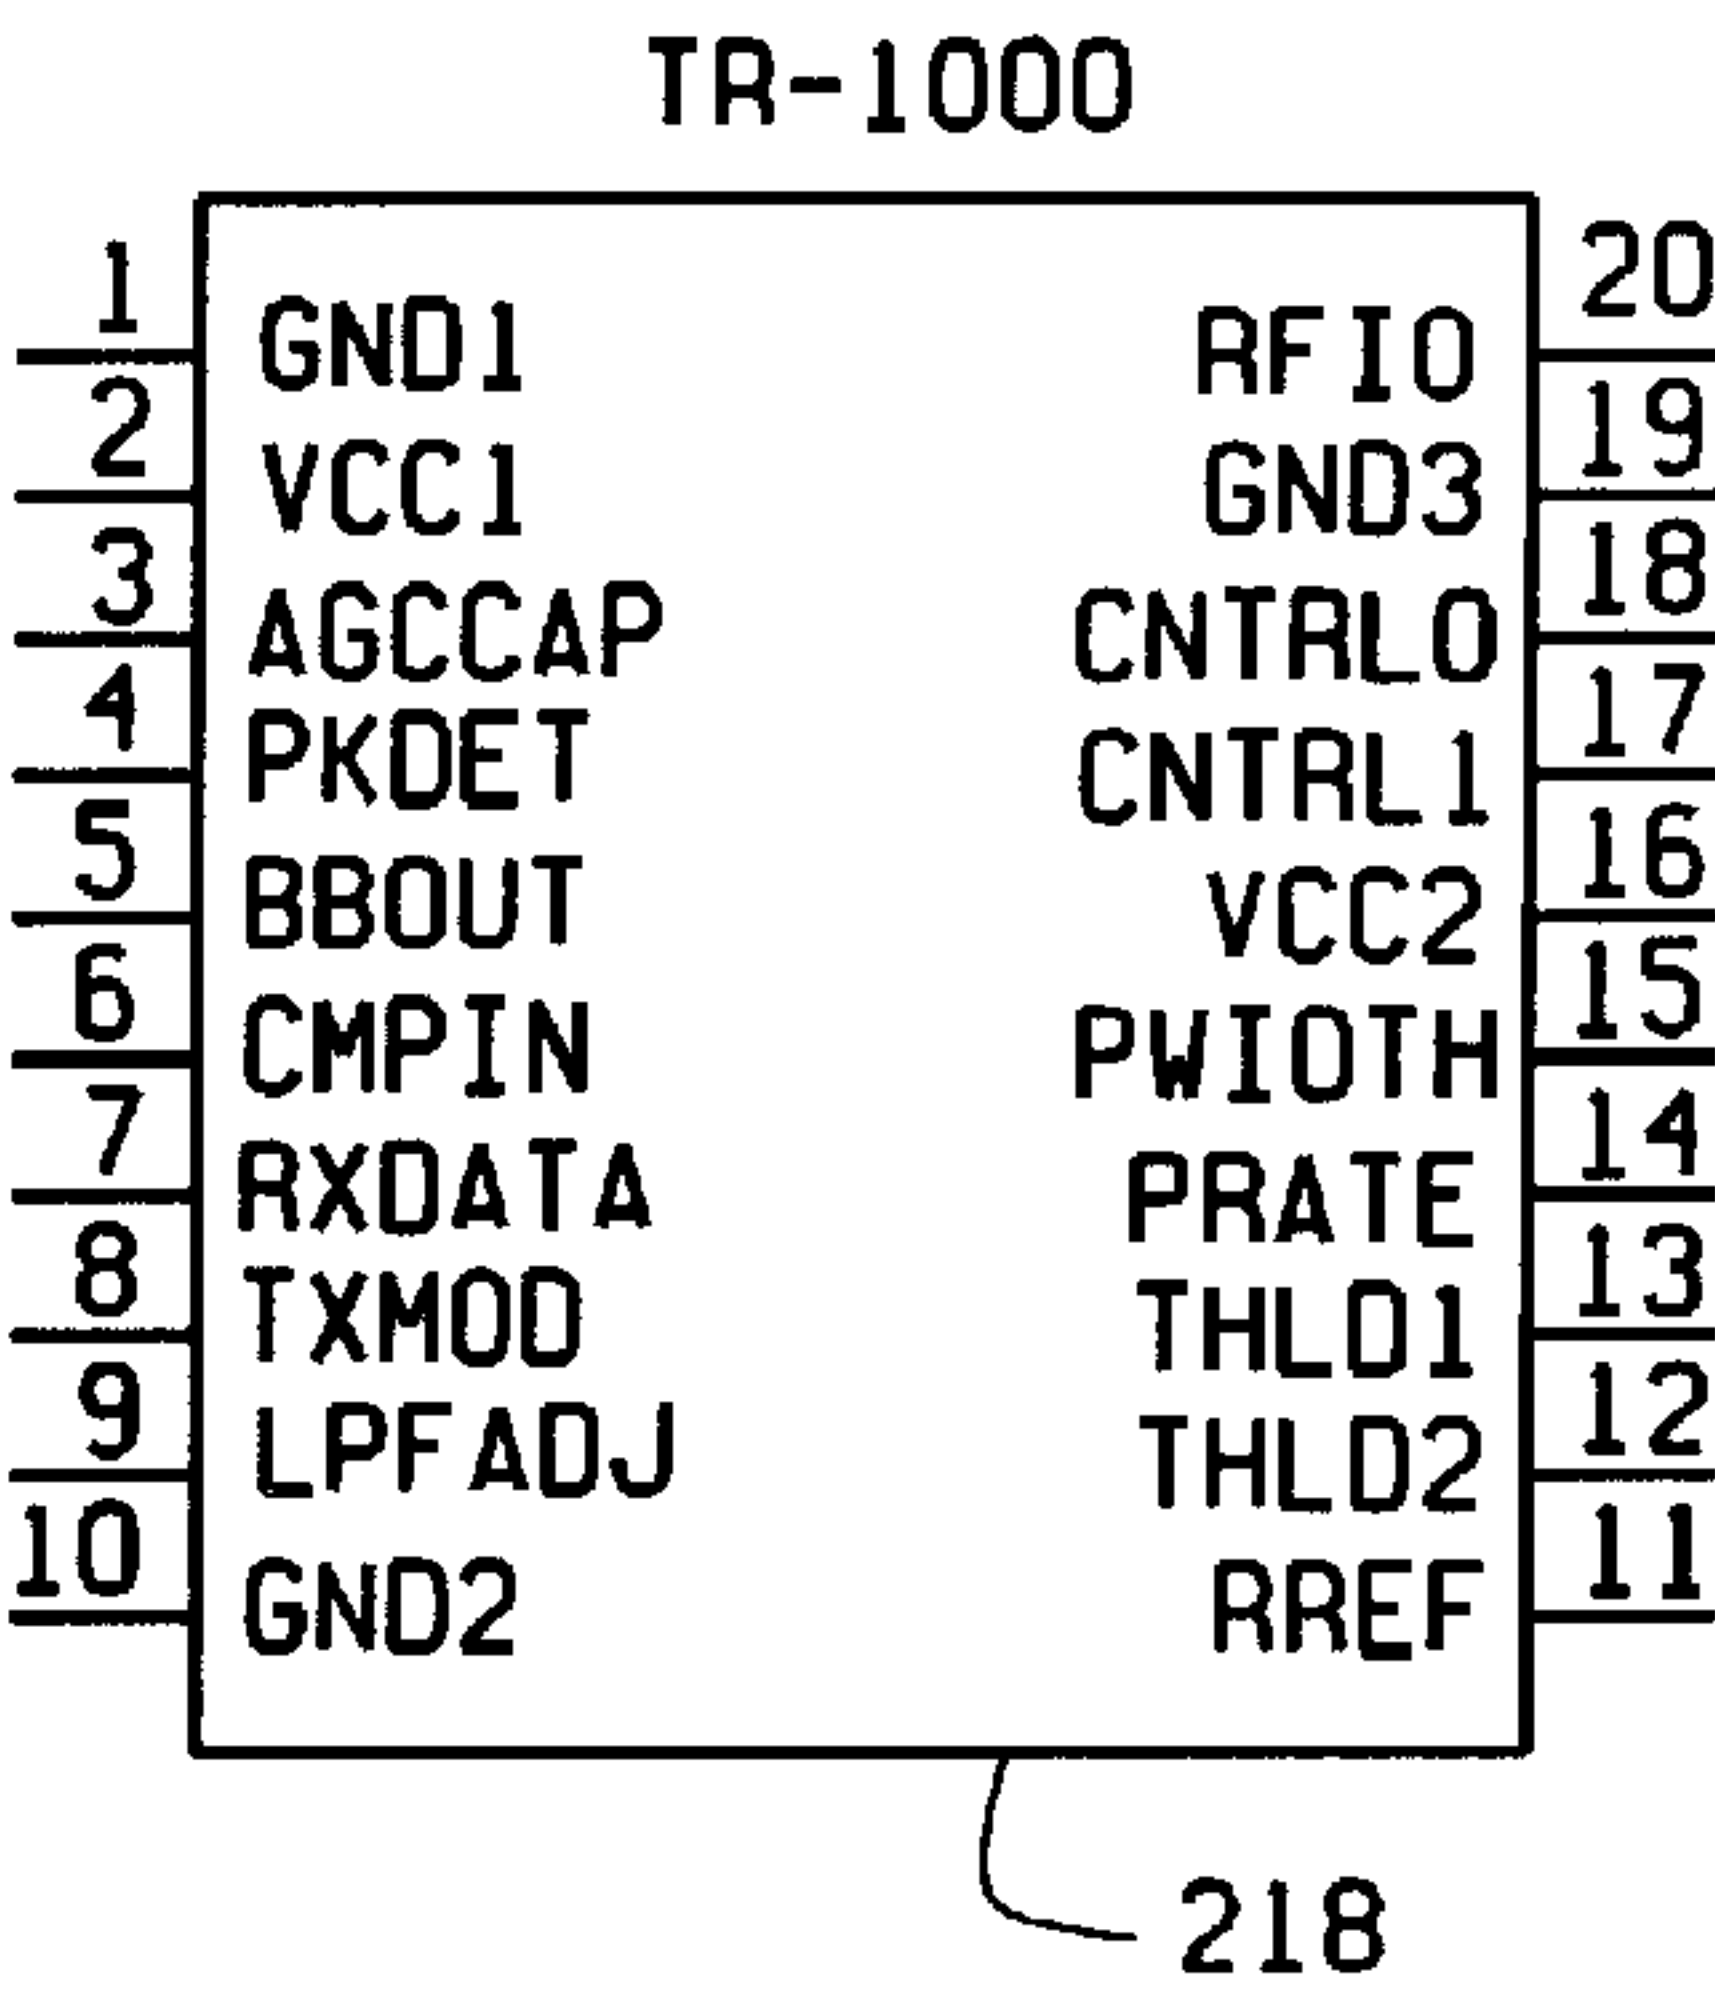 TR-1000
1 GND1 RFIO 20
2 VCC1 GND3 19
3 AGCCAP CNTRL0 18
4 PKDET CNTRL1 17
5 BBOUT VCC2 16
6 CMPIN PWIDTH 15
7 RXDATA PRATE 14
8 TXMOD THLD1 13
9 LPFADJ THLD2 12
10 GND2 RREF 11
218